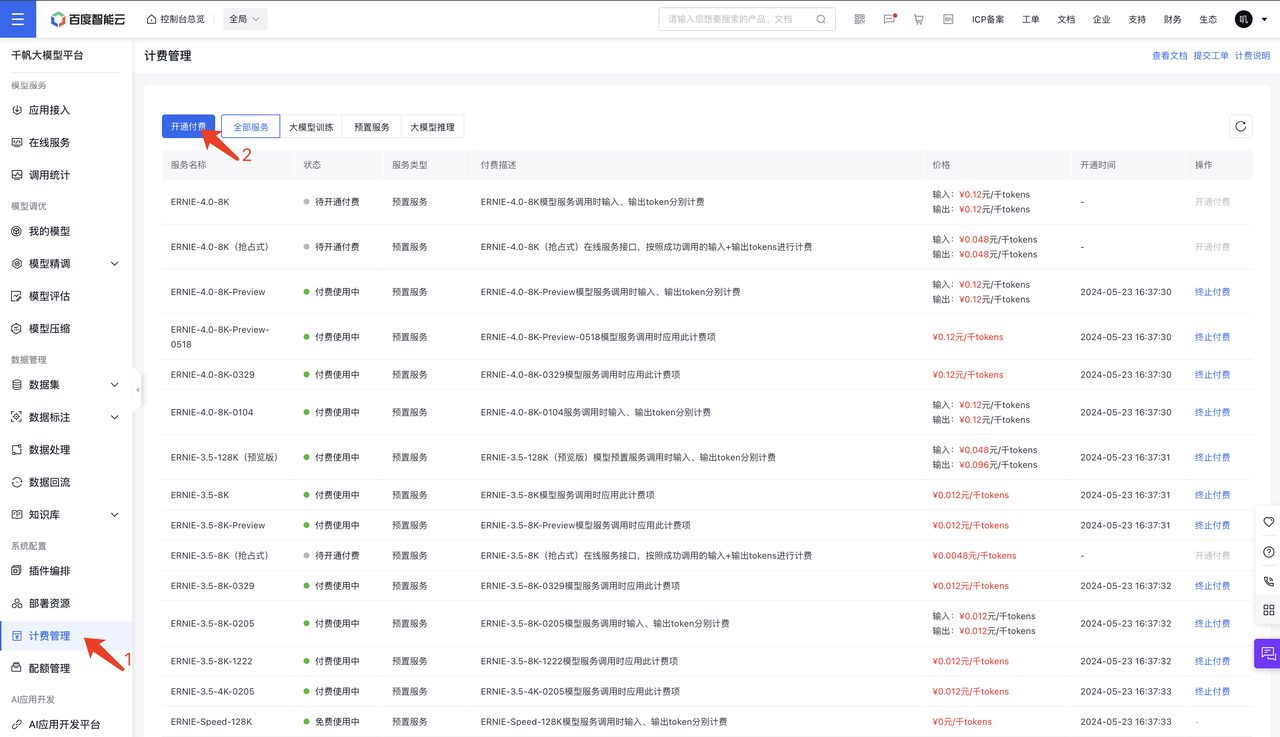 百度智能云
控制台总览
全局
请输入您想要搜索的产品、文档
ICP备案
工单
文档
企业
支持
财务
生态
叽
千帆大模型平台
模型服务
应用接入
在线服务
调用统计
模型调优
我的模型
模型精调
模型评估
模型压缩
数据管理
数据集
数据标注
数据处理
数据回流
知识库
系统配置
插件编排
部署资源
计费管理
1
配额管理
AI应用开发
AI应用开发平台
计费管理
查看文档 提交工单 计费说明
开通付费 全部服务 大模型训练 预置服务 大模型推理
2
服务名称 状态 服务类型 付费描述 价格 开通时间 操作
ERNIE-4.0-8K 待开通付费 预置服务 ERNIE-4.0-8K模型服务调用时输入、输出token分别计费 输入：¥0.12元/千tokens - 开通付费
输出：¥0.12元/千tokens
ERNIE-4.0-8K（抢占式） 待开通付费 预置服务 ERNIE-4.0-8K（抢占式）在线服务接口，按照成功调用的输入+输出tokens进行计费 输入：¥0.048元/千tokens - 开通付费
输出：¥0.048元/千tokens
ERNIE-4.0-8K-Preview 付费使用中 预置服务 ERNIE-4.0-8K-Preview模型服务调用时输入、输出token分别计费 输入：¥0.12元/千tokens 2024-05-23 16:37:30 终止付费
输出：¥0.12元/千tokens
ERNIE-4.0-8K-Preview-
0518 付费使用中 预置服务 ERNIE-4.0-8K-Preview-0518模型服务调用时应用此计费项 ¥0.12元/千tokens 2024-05-23 16:37:30 终止付费
ERNIE-4.0-8K-0329 付费使用中 预置服务 ERNIE-4.0-8K-0329模型服务调用时应用此计费项 ¥0.12元/千tokens 2024-05-23 16:37:30 终止付费
ERNIE-4.0-8K-0104 付费使用中 预置服务 ERNIE-4.0-8K-0104服务调用时输入、输出token分别计费 输入：¥0.12元/千tokens 2024-05-23 16:37:30 终止付费
输出：¥0.12元/千tokens
ERNIE-3.5-128K（预览版） 付费使用中 预置服务 ERNIE-3.5-128K（预览版）模型预置服务调用时输入、输出token分别计费 输入：¥0.048元/千tokens 2024-05-23 16:37:31 终止付费
输出：¥0.096元/千tokens
ERNIE-3.5-8K 付费使用中 预置服务 ERNIE-3.5-8K模型服务调用时应用此计费项 ¥0.012元/千tokens 2024-05-23 16:37:31 终止付费
ERNIE-3.5-8K-Preview 付费使用中 预置服务 ERNIE-3.5-8K-Preview模型服务调用时应用此计费项 ¥0.012元/千tokens 2024-05-23 16:37:31 终止付费
ERNIE-3.5-8K（抢占式） 待开通付费 预置服务 ERNIE-3.5-8K（抢占式）在线服务接口，按照成功调用的输入+输出tokens进行计费 ¥0.0048元/千tokens - 开通付费
ERNIE-3.5-8K-0329 付费使用中 预置服务 ERNIE-3.5-8K-0329模型服务调用时应用此计费项 ¥0.012元/千tokens 2024-05-23 16:37:32 终止付费
ERNIE-3.5-8K-0205 付费使用中 预置服务 ERNIE-3.5-8K-0205模型服务调用时输入、输出token分别计费 输入：¥0.012元/千tokens 2024-05-23 16:37:32 终止付费
输出：¥0.012元/千tokens
ERNIE-3.5-8K-1222 付费使用中 预置服务 ERNIE-3.5-8K-1222模型服务调用时应用此计费项 ¥0.012元/千tokens 2024-05-23 16:37:32 终止付费
ERNIE-3.5-4K-0205 付费使用中 预置服务 ERNIE-3.5-4K-0205模型服务调用时应用此计费项 ¥0.012元/千tokens 2024-05-23 16:37:33 终止付费
ERNIE-Speed-128K 免费使用中 预置服务 ERNIE-Speed-128K模型服务调用时输入、输出token分别计费 ¥0元/千tokens 2024-05-23 16:37:33 -